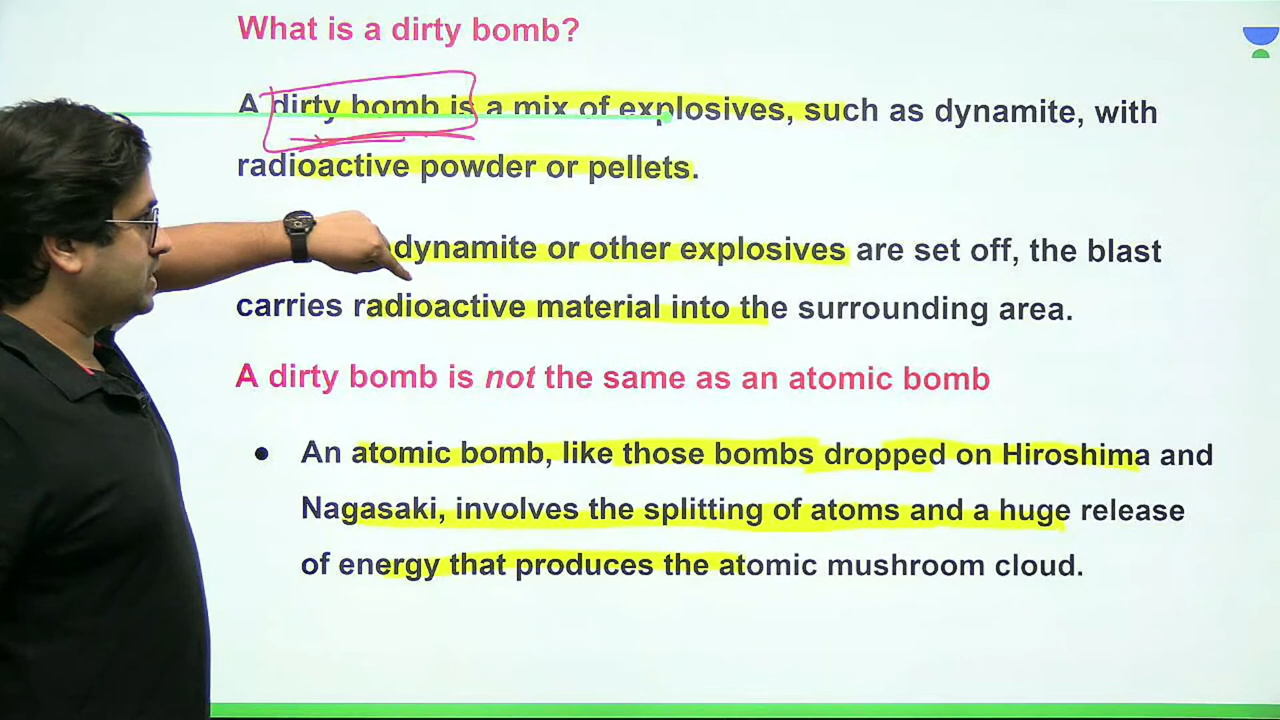 What is a dirty bomb?
A dirty bomb is a mix of explosives, such as dynamite, with
radioactive powder or pellets.
dynamite or other explosives are set off, the blast
carries radioactive material into the surrounding area.
A dirty bomb is not the same as an atomic bomb
● An atomic bomb, like those bombs dropped on Hiroshima and
Nagasaki, involves the splitting of atoms and a huge release
of energy that produces the atomic mushroom cloud.